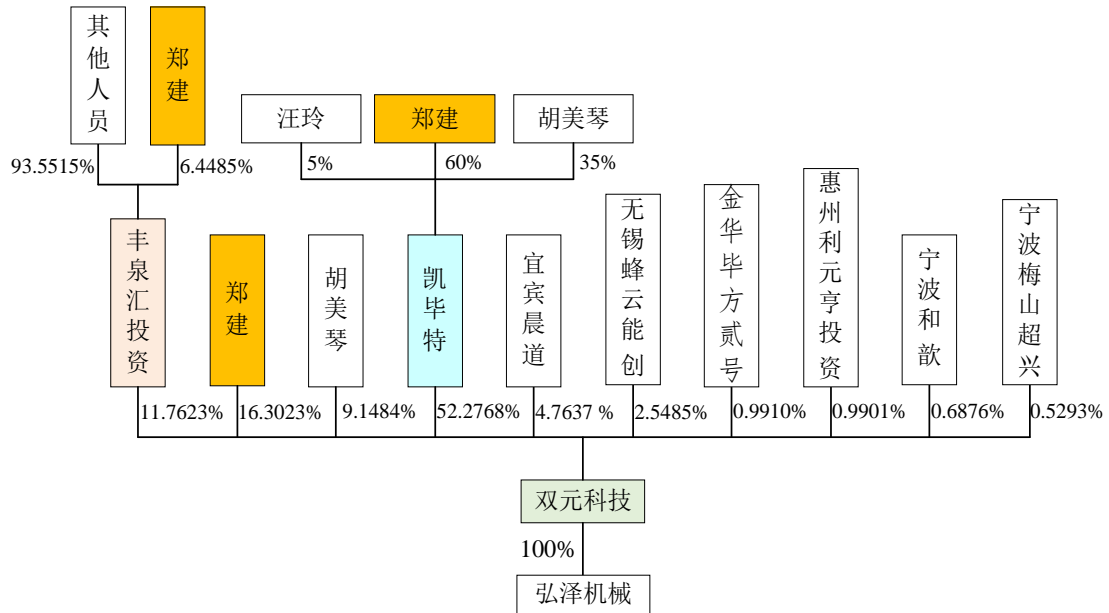 其他人员
郑建
汪玲
郑建
胡美琴
93.5515%
6.4485%
5%
60%
35%
丰泉汇投资
郑建
胡美琴
凯毕特
宜宾晨道
无锡蜂云能创
金华毕方贰号
惠州利元亨投资
宁波和歆
宁波梅山超兴
11.7623%
16.3023%
9.1484%
52.2768%
4.7637 %
2.5485%
0.9910%
0.9901%
0.6876%
0.5293%
双元科技
100%
弘泽机械